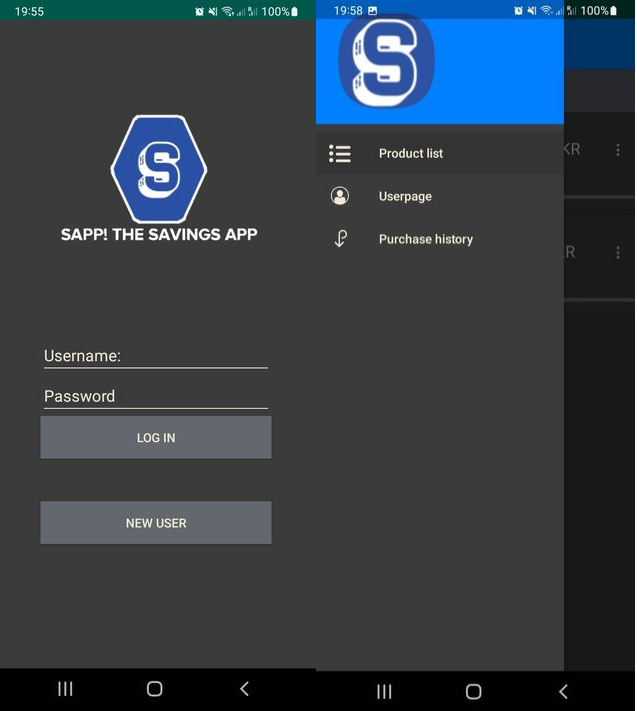 19:55
100%
S
SAPP! THE SAVINGS APP
Username:
Password
LOG IN
NEW USER
19:58
100%
S
Product list
Userpage
Purchase history
KR